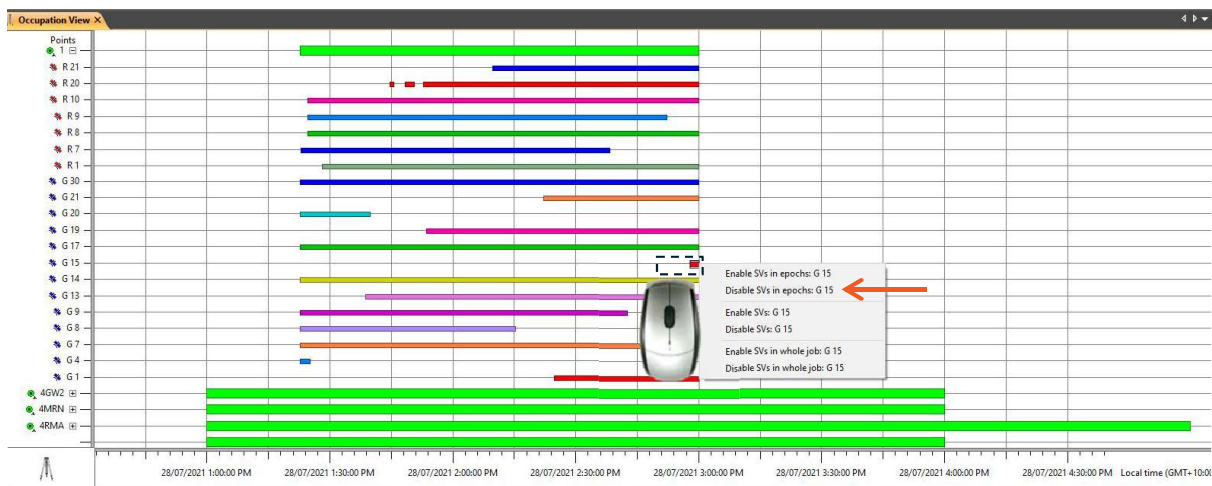 Occupation View X
Points
1
R 21
R 20
R 10
R 9
R 8
R 7
R 1
G 30
G 21
G 20
G 19
G 17
G 15
G 14
G 13
G 9
G 8
G 7
G 4
G 1
4GW2
4MRN
4RMA
Enable SVs in epochs: G 15
Disable SVs in epochs: G 15
Enable SVs: G 15
Disable SVs: G 15
Enable SVs in whole job: G 15
Disable SVs in whole job: G 15
28/07/2021 1:00:00 PM 28/07/2021 1:30:00 PM 28/07/2021 2:00:00 PM 28/07/2021 2:30:00 PM 28/07/2021 3:00:00 PM 28/07/2021 3:30:00 PM 28/07/2021 4:00:00 PM 28/07/2021 4:30:00 PM Local time (GMT+10:00